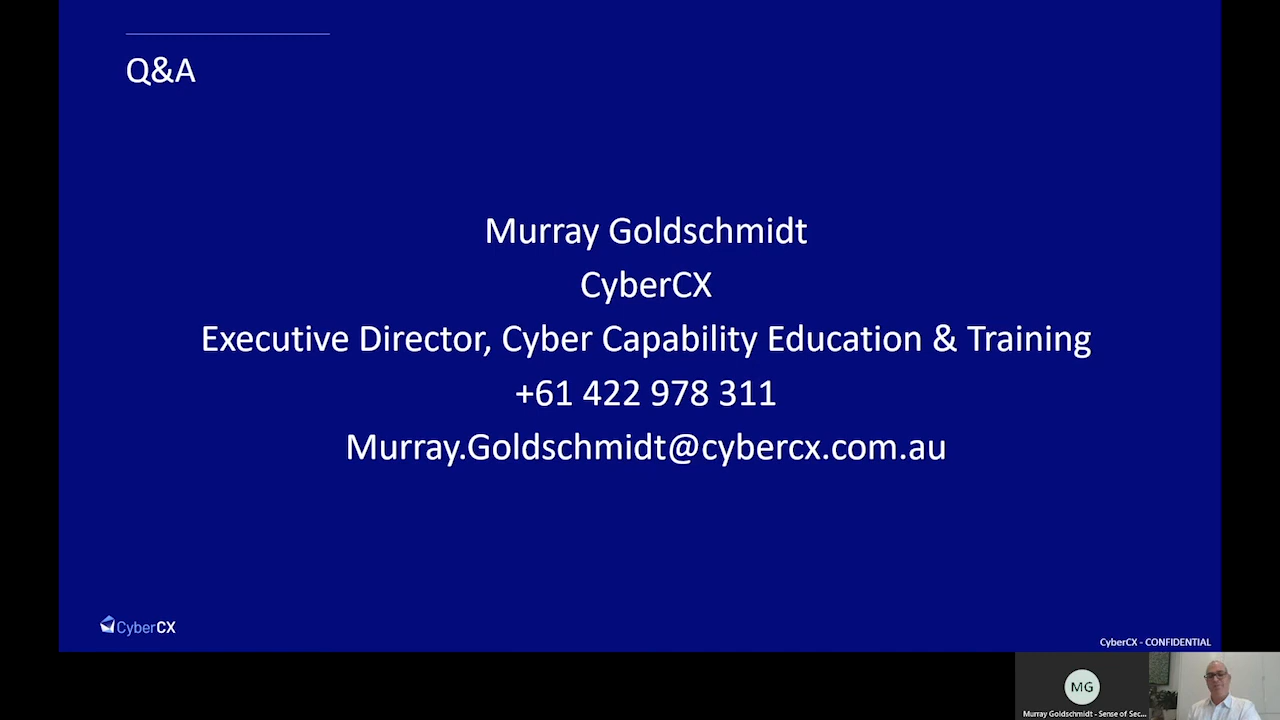 Q&A
Murray Goldschmidt
CyberCX
Executive Director, Cyber Capability Education & Training
+61 422 978 311
Murray.Goldschmidt@cybercx.com.au
CyberCX
CyberCX - CONFIDENTIAL
MG
Murray Goldschmidt - Sense of Sec...